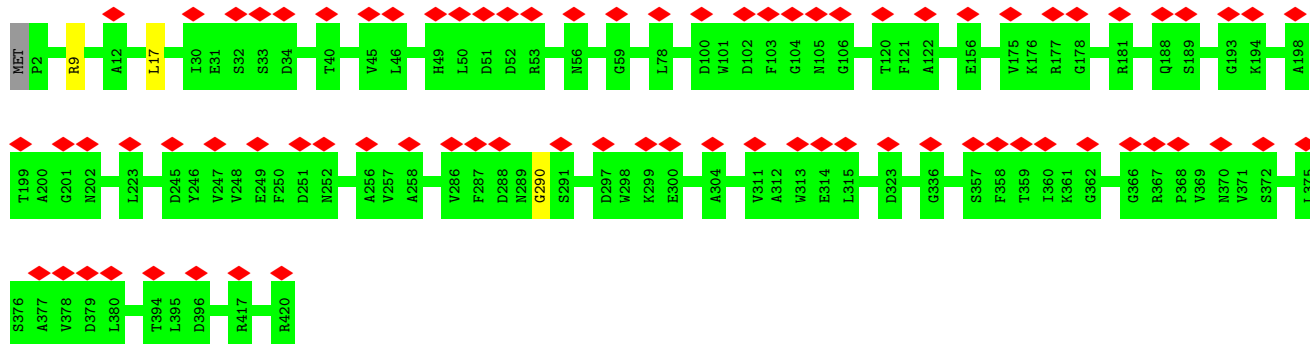 MET P2 R9 A12 L17 I30 E31 S32 S33 D34 T40 V45 L46 H49 L50 D51 D52 R53 N56 G59 L78 D100 W101 D102 F103 G104 N105 G106 T120 F121 A122 E156 V175 K176 R177 G178 R181 Q188 S189 G193 K194 A198
T199 A200 G201 N202 L223 D245 Y246 V247 V248 E249 F250 D251 N252 A256 V257 A258 V286 F287 D288 N289 G290 S291 D297 W298 K299 E300 A304 V311 A312 W313 E314 L315 D323 G336 S357 F358 T359 I360 K361 G362 G366 R367 P368 V369 N370 V371 S372 L375
S376 A377 V378 D379 L380 T394 L395 D396 R417 R420